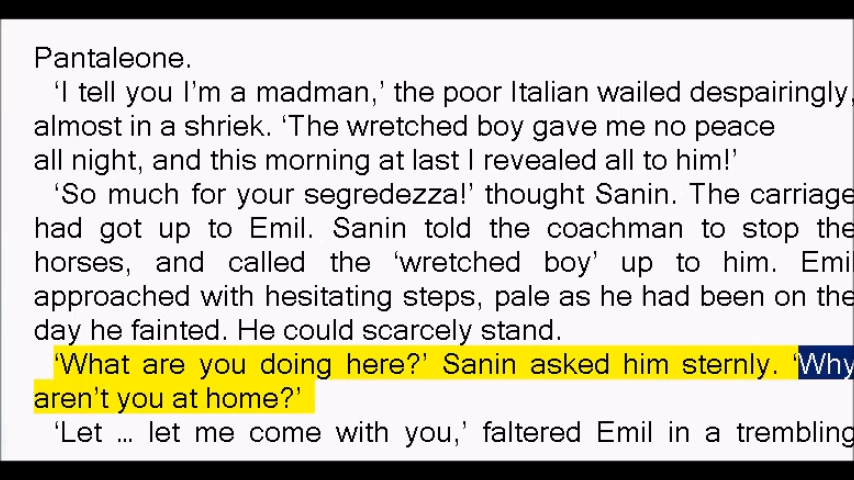 Pantaleone.
‘I tell you I’m a madman,’ the poor Italian wailed despairingly,
almost in a shriek. ‘The wretched boy gave me no peace
all night, and this morning at last I revealed all to him!’
‘So much for your segredezza!’ thought Sanin. The carriage
had got up to Emil. Sanin told the coachman to stop the
horses, and called the ‘wretched boy’ up to him. Emil
approached with hesitating steps, pale as he had been on the
day he fainted. He could scarcely stand.
‘What are you doing here?’ Sanin asked him sternly. ‘Why
aren’t you at home?’
‘Let ... let me come with you,’ faltered Emil in a trembling